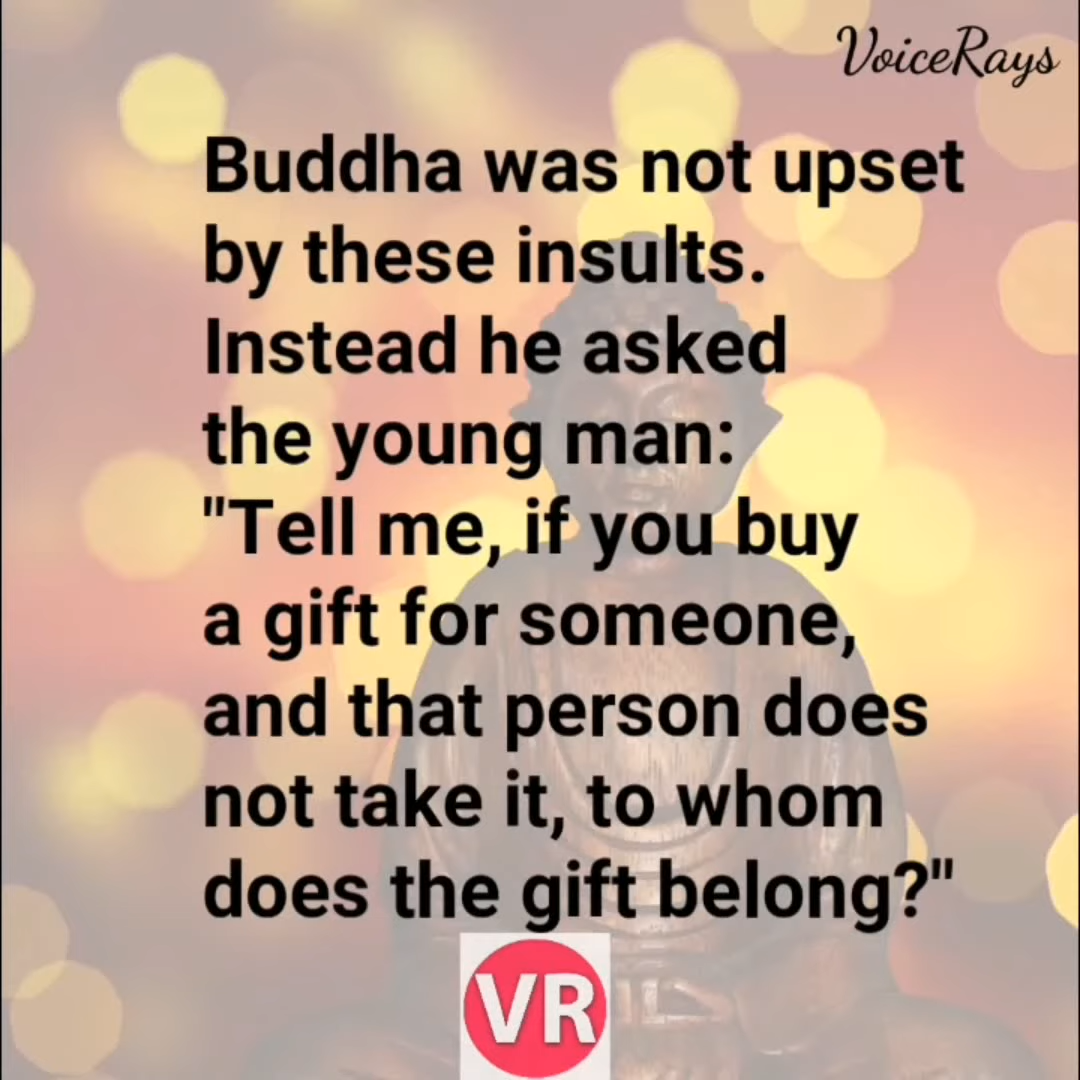 VoiceRays
Buddha was not upset
by these insults.
Instead he asked
the young man:
"Tell me, if you buy
a gift for someone,
and that person does
not take it, to whom
does the gift belong?"
VR